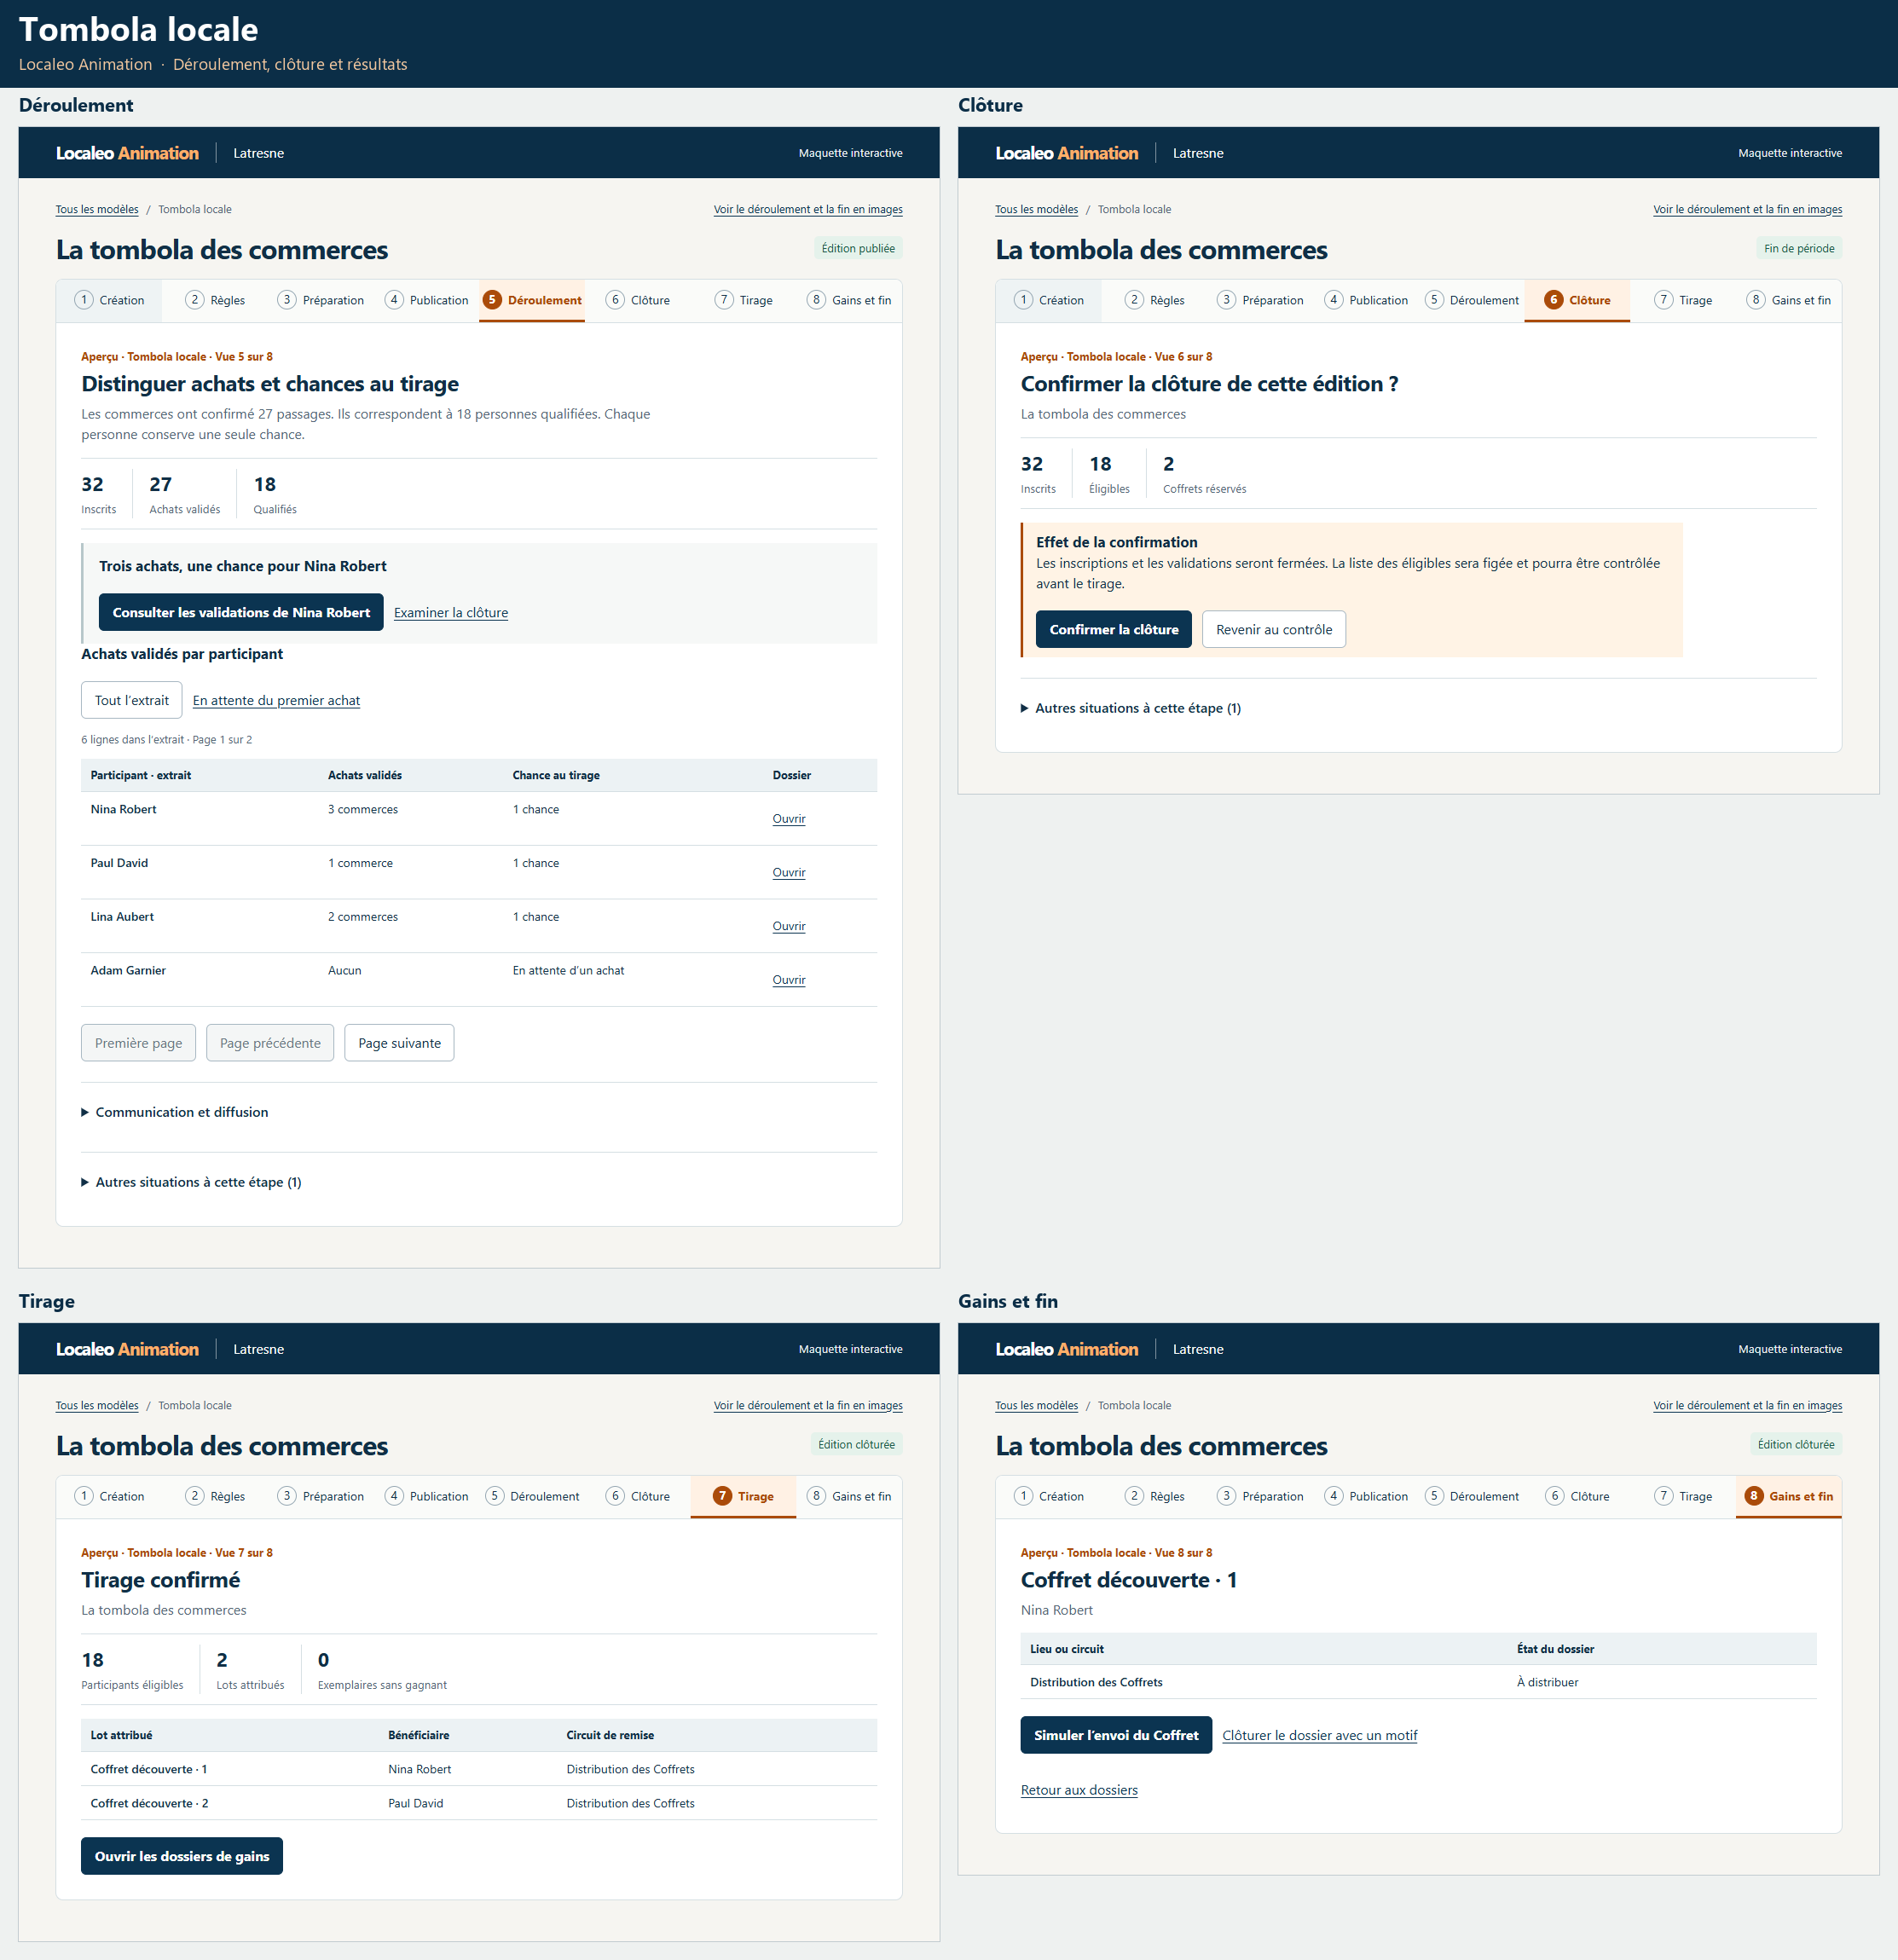 Tombola locale
Localeo Animation · Déroulement, clôture et résultats
Déroulement
Localeo Animation Latresne Maquette interactive
Tous les modèles / Tombola locale Voir le déroulement et la fin en images
La tombola des commerces Édition publiée
1 Création 2 Règles 3 Préparation 4 Publication 5 Déroulement 6 Clôture 7 Tirage 8 Gains et fin
Aperçu · Tombola locale · Vue 5 sur 8
Distinguer achats et chances au tirage
Les commerces ont confirmé 27 passages. Ils correspondent à 18 personnes qualifiées. Chaque
personne conserve une seule chance.
32 27 18
Inscrits Achats validés Qualifiés
Trois achats, une chance pour Nina Robert
Consulter les validations de Nina Robert Examiner la clôture
Achats validés par participant
Tout l'extrait En attente du premier achat
6 lignes dans l'extrait · Page 1 sur 2
Participant · extrait Achats validés Chance au tirage Dossier
Nina Robert 3 commerces 1 chance Ouvrir
Paul David 1 commerce 1 chance Ouvrir
Lina Aubert 2 commerces 1 chance Ouvrir
Adam Garnier Aucun En attente d'un achat Ouvrir
Première page Page précédente Page suivante
▶ Communication et diffusion
▶ Autres situations à cette étape (1)
Clôture
Localeo Animation Latresne Maquette interactive
Tous les modèles / Tombola locale Voir le déroulement et la fin en images
La tombola des commerces Fin de période
1 Création 2 Règles 3 Préparation 4 Publication 5 Déroulement 6 Clôture 7 Tirage 8 Gains et fin
Aperçu · Tombola locale · Vue 6 sur 8
Confirmer la clôture de cette édition ?
La tombola des commerces
32 18 2
Inscrits Éligibles Coffrets réservés
Effet de la confirmation
Les inscriptions et les validations seront fermées. La liste des éligibles sera figée et pourra être contrôlée
avant le tirage.
Confirmer la clôture Revenir au contrôle
▶ Autres situations à cette étape (1)
Tirage
Localeo Animation Latresne Maquette interactive
Tous les modèles / Tombola locale Voir le déroulement et la fin en images
La tombola des commerces Édition clôturée
1 Création 2 Règles 3 Préparation 4 Publication 5 Déroulement 6 Clôture 7 Tirage 8 Gains et fin
Aperçu · Tombola locale · Vue 7 sur 8
Tirage confirmé
La tombola des commerces
18 2 0
Participants éligibles Lots attribués Exemplaires sans gagnant
Lot attribué Bénéficiaire Circuit de remise
Coffret découverte · 1 Nina Robert Distribution des Coffrets
Coffret découverte · 2 Paul David Distribution des Coffrets
Ouvrir les dossiers de gains
Gains et fin
Localeo Animation Latresne Maquette interactive
Tous les modèles / Tombola locale Voir le déroulement et la fin en images
La tombola des commerces Édition clôturée
1 Création 2 Règles 3 Préparation 4 Publication 5 Déroulement 6 Clôture 7 Tirage 8 Gains et fin
Aperçu · Tombola locale · Vue 8 sur 8
Coffret découverte · 1
Nina Robert
Lieu ou circuit État du dossier
Distribution des Coffrets À distribuer
Simuler l'envoi du Coffret Clôturer le dossier avec un motif
Retour aux dossiers